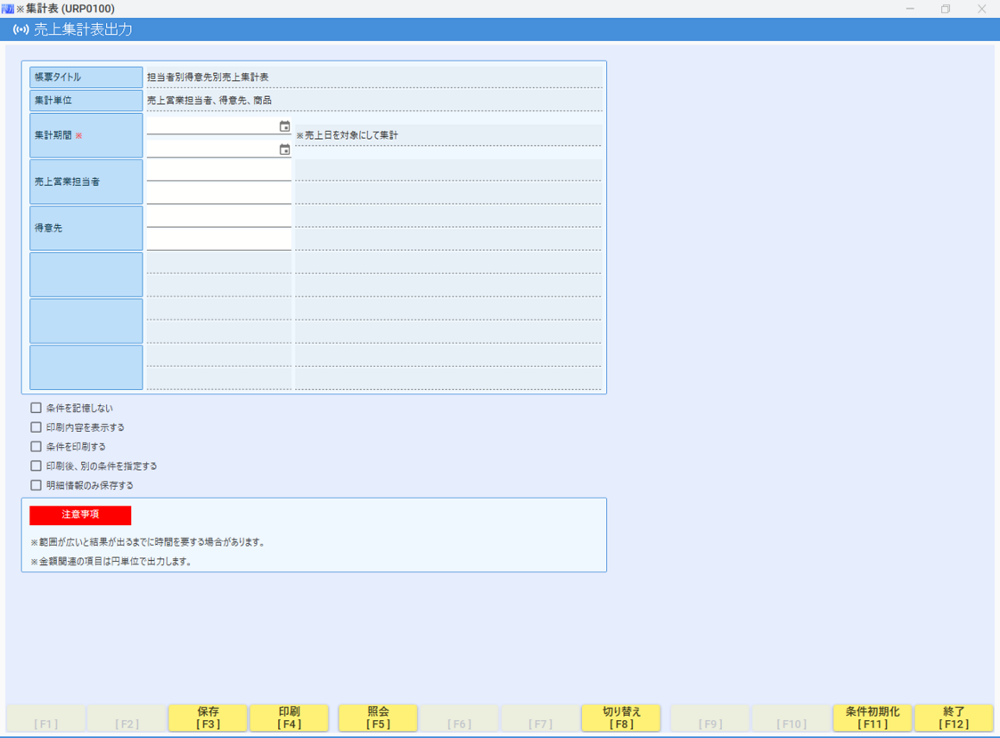 ※集計表 (URP0100)
売上集計表出力
帳票タイトル 担当者別得意先別売上集計表
集計単位 売上営業担当者、得意先、商品
集計期間 ※ ※売上日を対象にして集計
売上営業担当者
得意先
条件を記憶しない
印刷内容を表示する
条件を印刷する
印刷後、別の条件を指定する
明細情報のみ保存する
注意事項
※範囲が広いと結果が出るまでに時間を要する場合があります。
※金額関連の項目は円単位で出力します。
保存 印刷 照会 切り替え 条件初期化 終了
[ F1 ] [ F2 ] [ F3 ] [ F4 ] [ F5 ] [ F6 ] [ F7 ] [ F8 ] [ F9 ] [ F10 ] [ F11 ] [ F12 ]